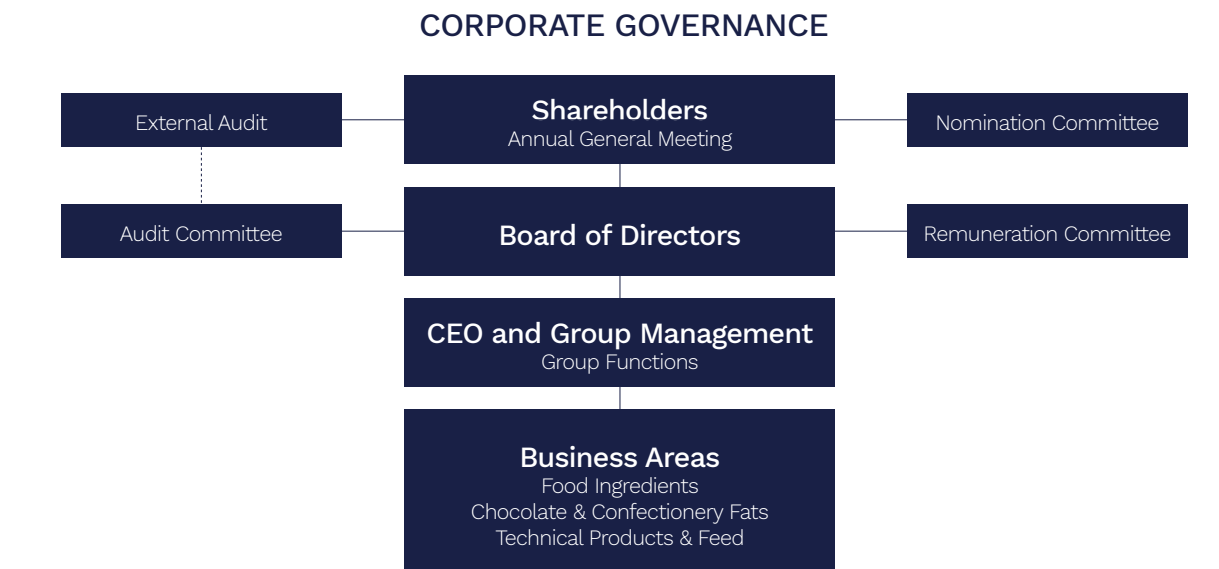 CORPORATE GOVERNANCE
External Audit
Shareholders
Annual General Meeting
Nomination Committee
Audit Committee
Board of Directors
Remuneration Committee
CEO and Group Management
Group Functions
Business Areas
Food Ingredients
Chocolate & Confectionery Fats
Technical Products & Feed